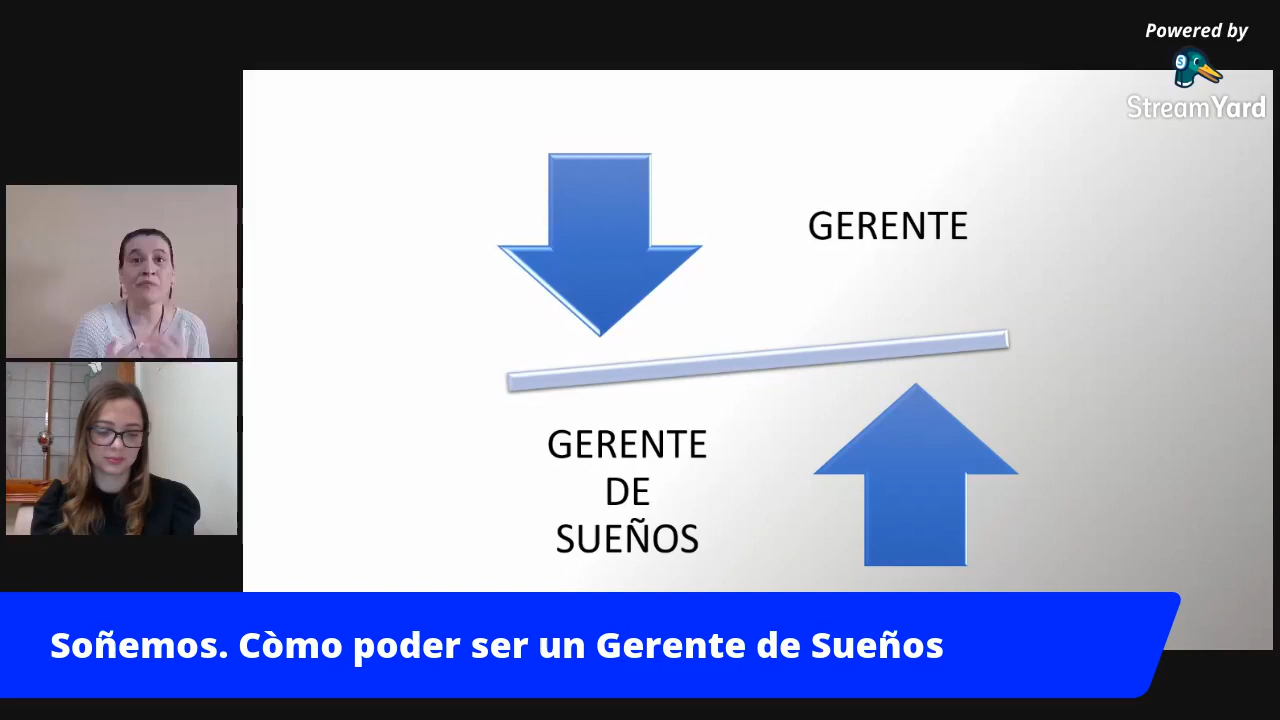 Powered by
StreamYard
GERENTE
GERENTE
DE
SUEÑOS
Soñemos. Còmo poder ser un Gerente de Sueños